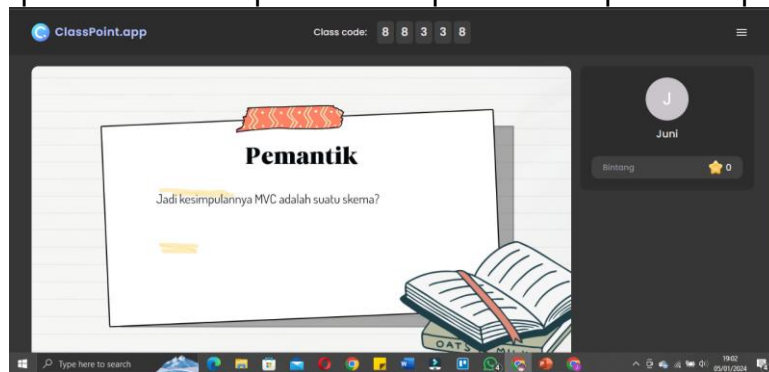 ClassPoint.app
Class code: 8 8 3 3 8
J
Juni
Bintang 0
Pemantik
Jadi kesimpulannya MVC adalah suatu skema?
OATS
Type here to search
19:02
05/01/2024